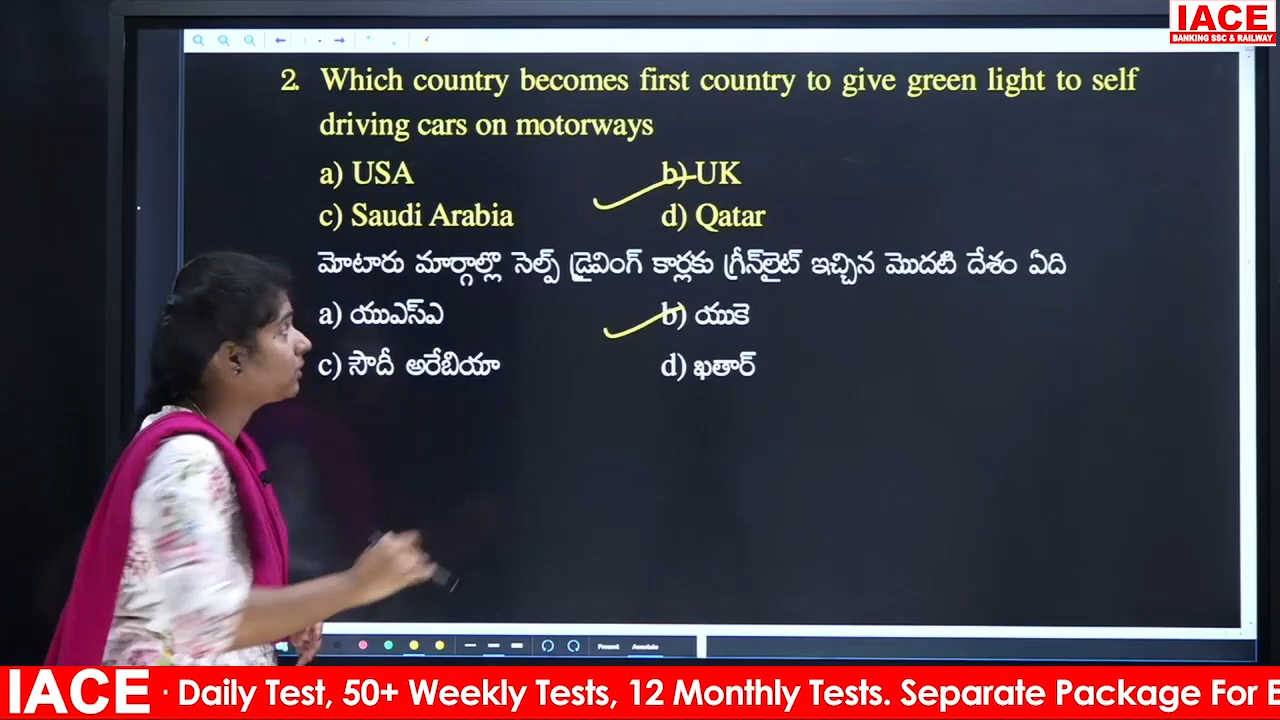 IACE
BANKING SSC & RAILWAY
2. Which country becomes first country to give green light to self
driving cars on motorways
a) USA b) UK
c) Saudi Arabia d) Qatar
మోటారు మార్గాల్లొ సెల్ప్ డ్రైవింగ్ కార్లకు గ్రీన్‌లైట్ ఇచ్చిన మొదటి దేశం ఏది
a) యుఎస్ఎ b) యుకె
c) సౌదీ అరేబియా d) ఖతార్
Present Annotate
IACE · Daily Test, 50+ Weekly Tests, 12 Monthly Tests. Separate Package For E